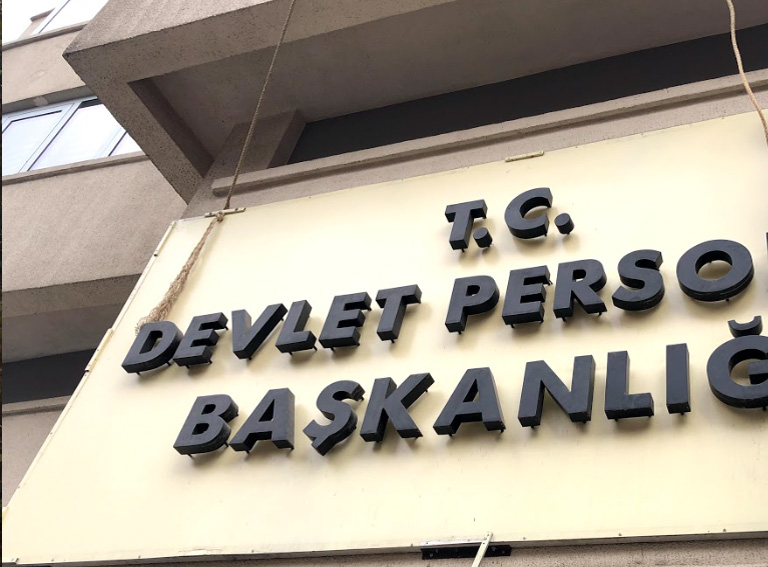 T.C.
DEVLET PERSO
BAŞKANLIĞ